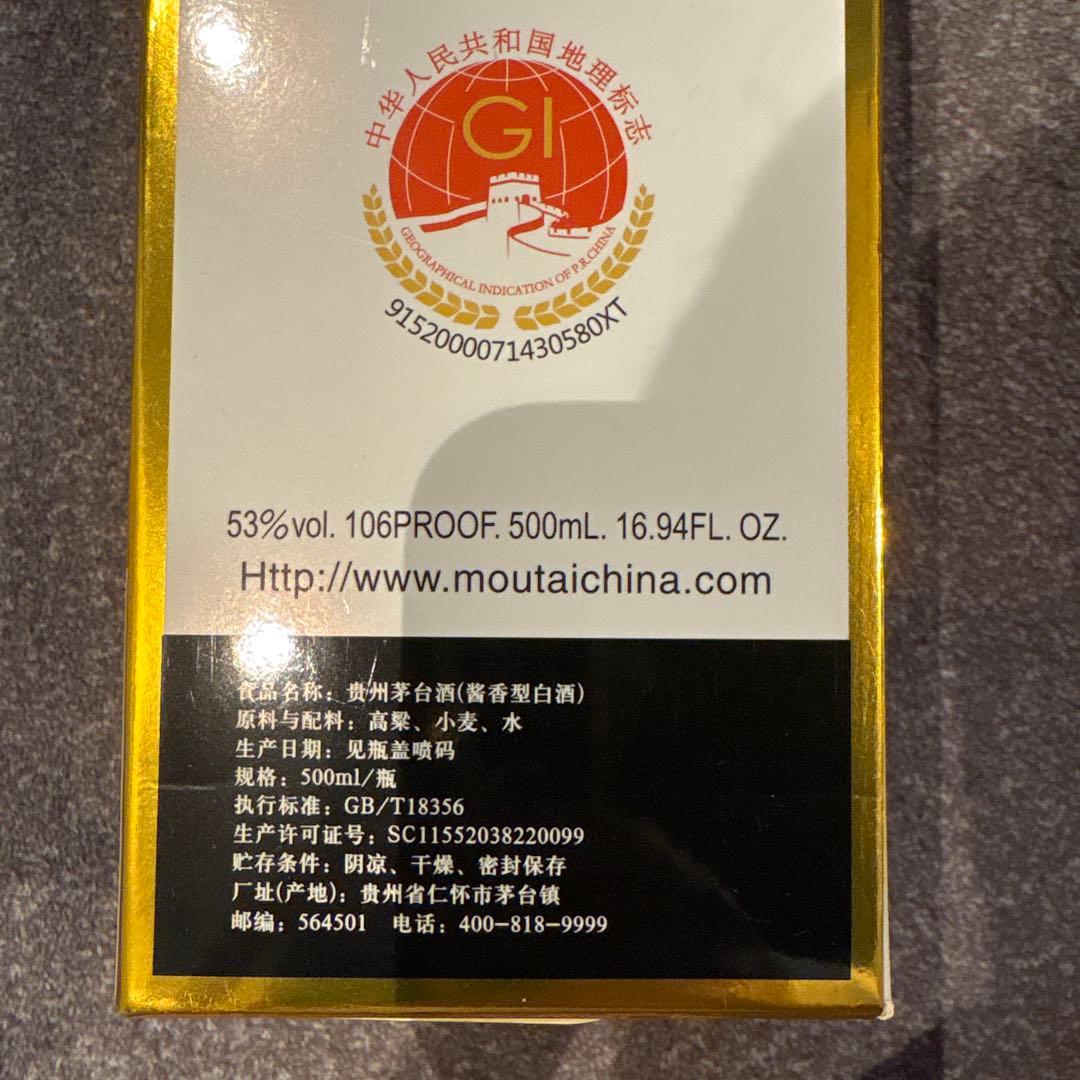 中华人民共和国地理标志
GI
GEOGRAPHICAL INDICATION OF P.R.CHINA
9152000071430580XT
53%vol. 106PROOF. 500mL. 16.94FL. OZ.
Http://www.moutaichina.com
食品名称：贵州茅台酒(酱香型白酒)
原料与配料：高粱、小麦、水
生产日期：见瓶盖喷码
规格：500ml/瓶
执行标准：GB/T18356
生产许可证号：SC11552038220099
贮存条件：阴凉、干燥、密封保存
厂址(产地)：贵州省仁怀市茅台镇
邮编：564501 电话：400-818-9999